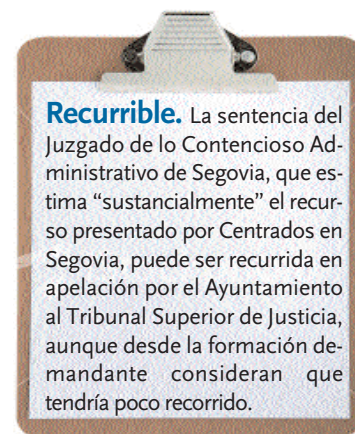 Recurrible. La sentencia del
Juzgado de lo Contencioso Ad-
ministrativo de Segovia, que es-
tima “sustancialmente” el recur-
so presentado por Centrados en
Segovia, puede ser recurrida en
apelación por el Ayuntamiento
al Tribunal Superior de Justicia,
aunque desde la formación de-
mandante consideran que
tendría poco recorrido.